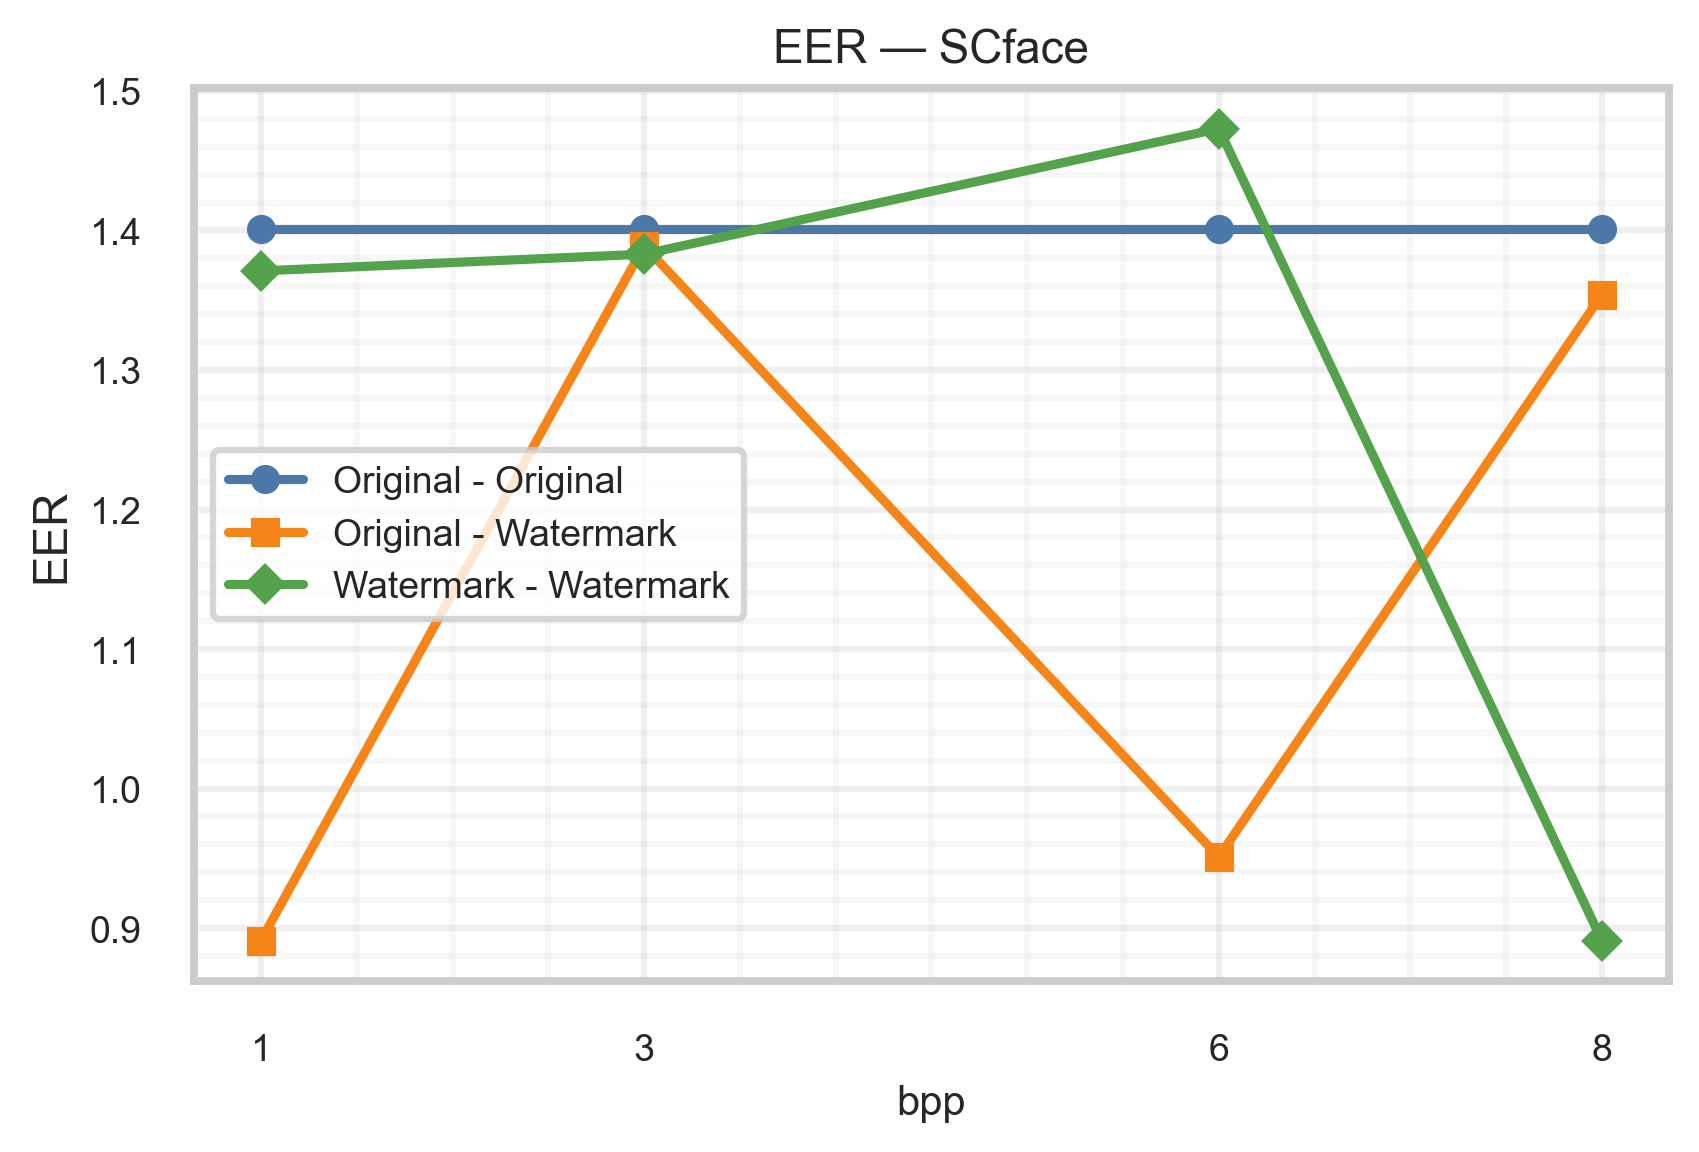 EER — SCface
1.5
1.4
1.3
1.2
1.1
1.0
0.9
EER
Original - Original
Original - Watermark
Watermark - Watermark
1 3 6 8
bpp